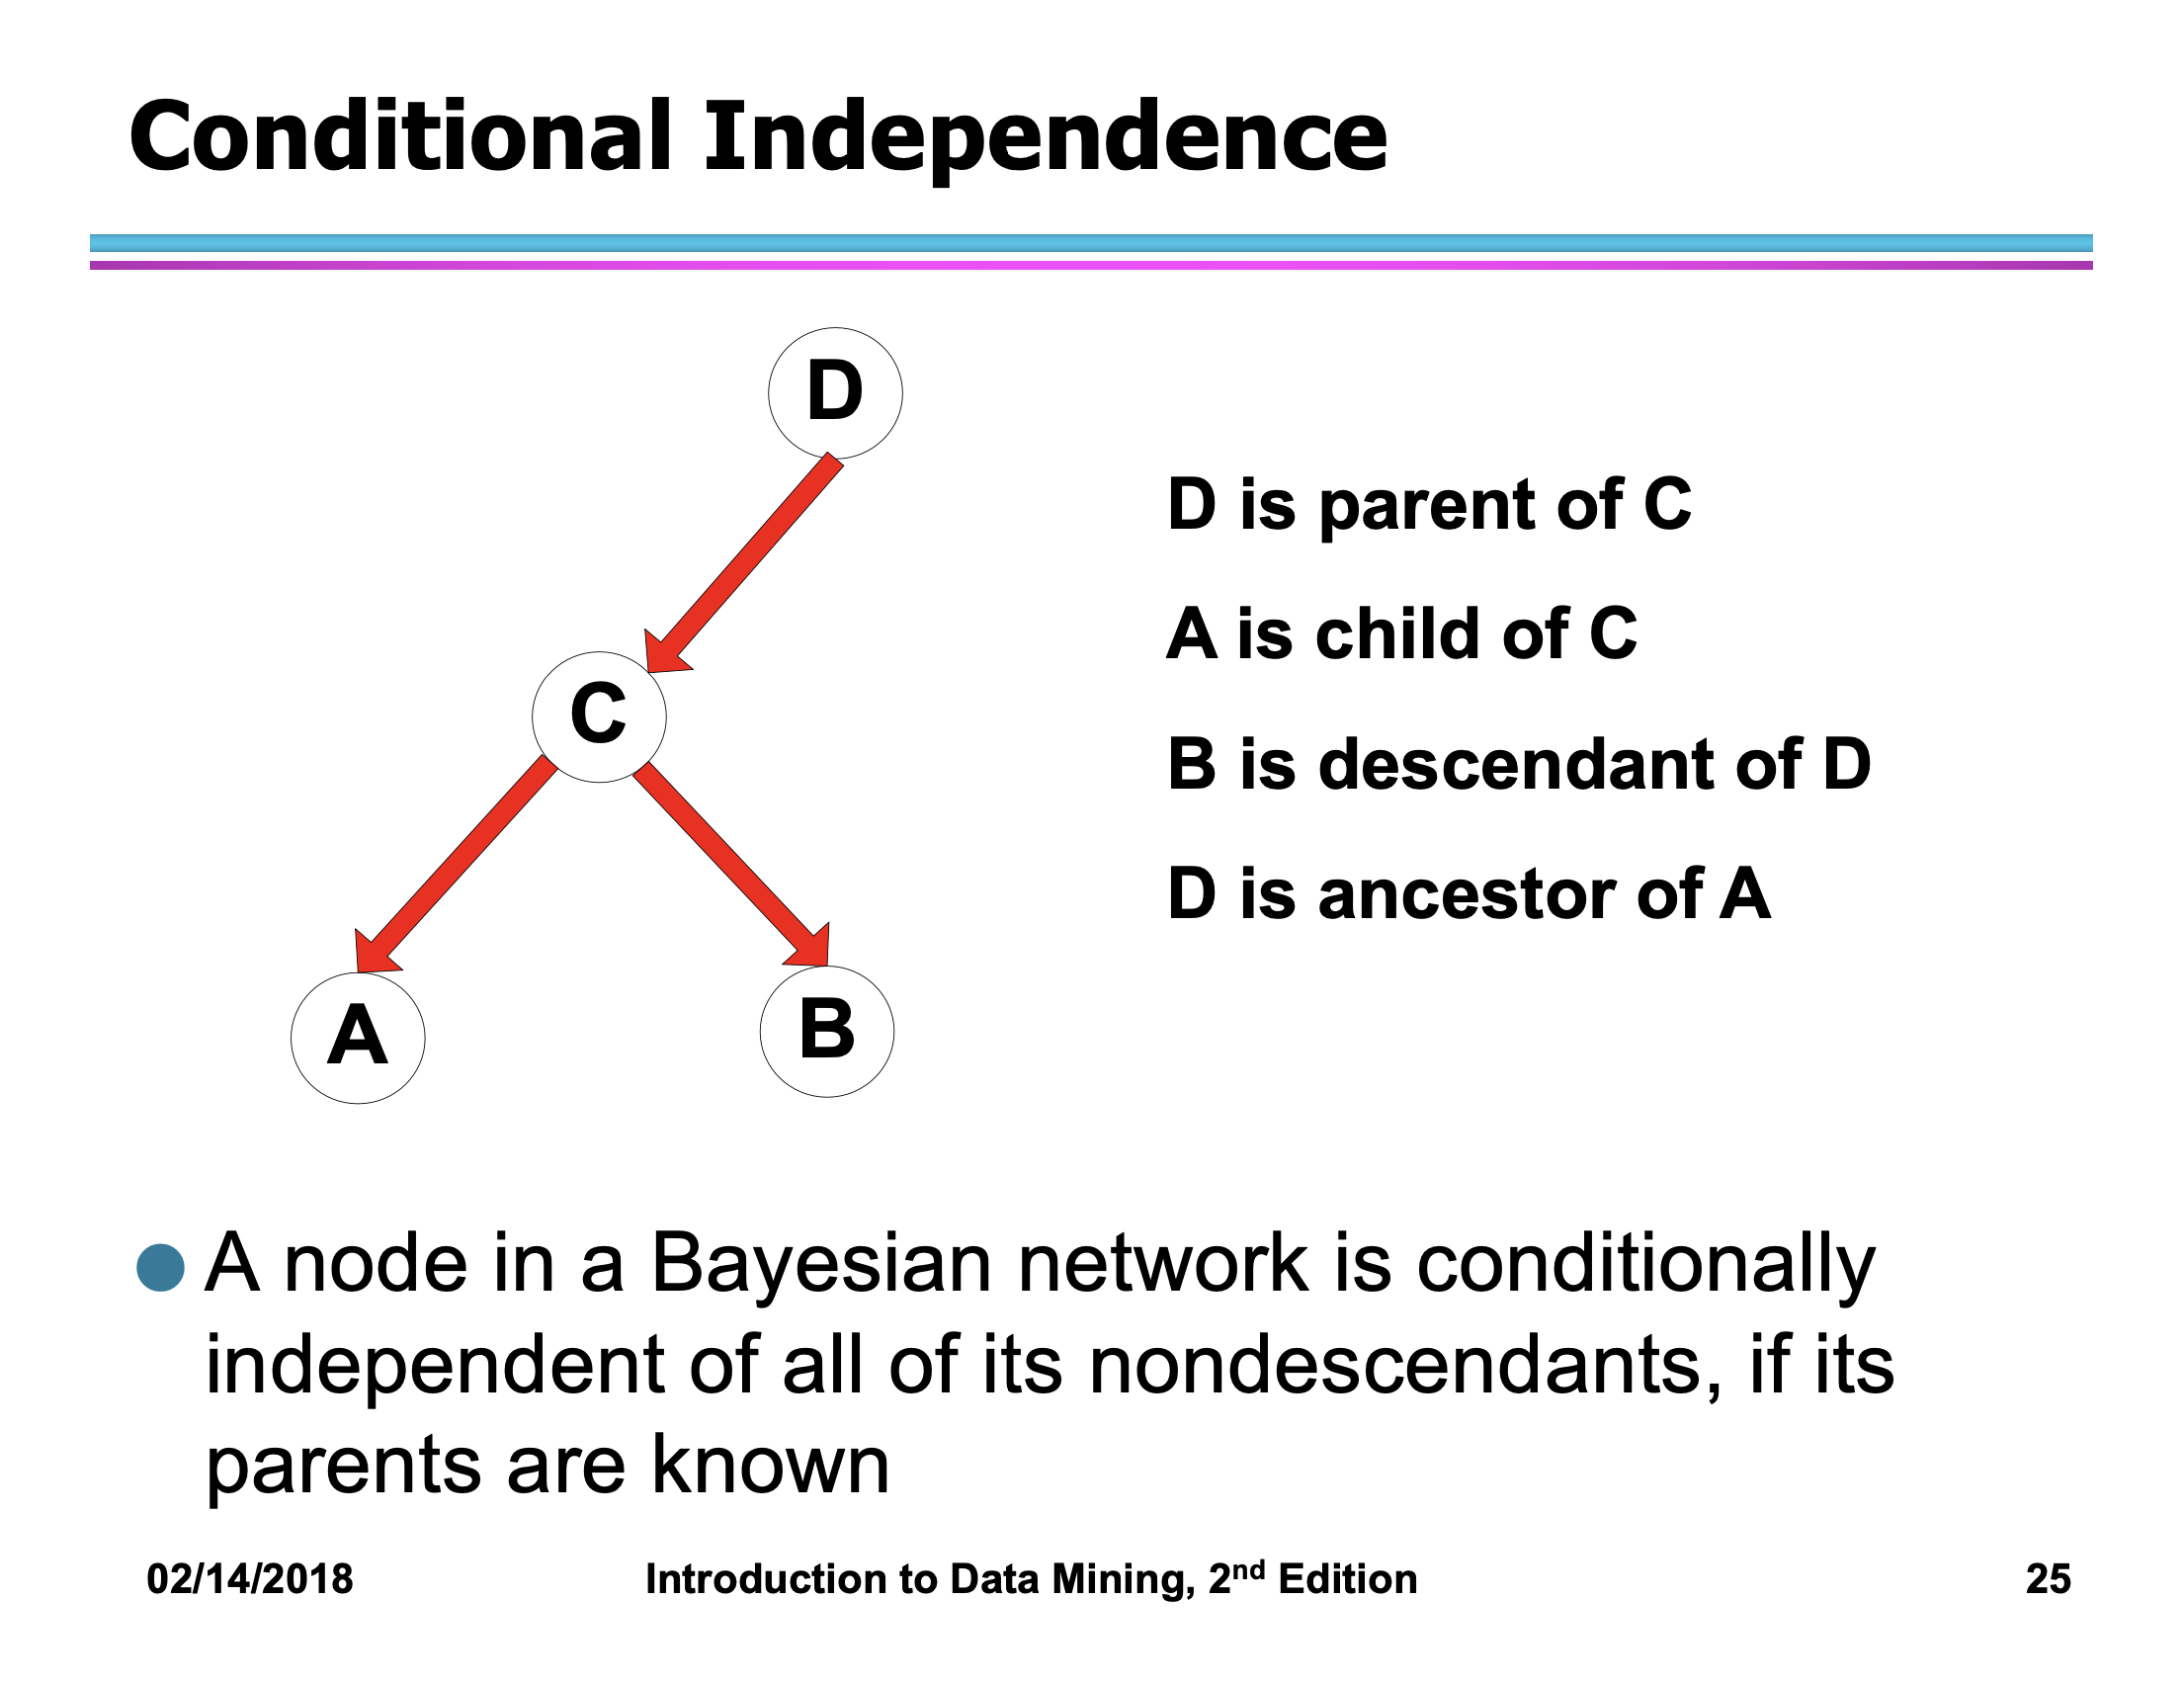 Conditional Independence
D
D is parent of C
A is child of C
C
B is descendant of D
D is ancestor of A
A
B
A node in a Bayesian network is conditionally
independent of all of its nondescendants, if its
parents are known
02/14/2018 Introduction to Data Mining, 2nd Edition 25